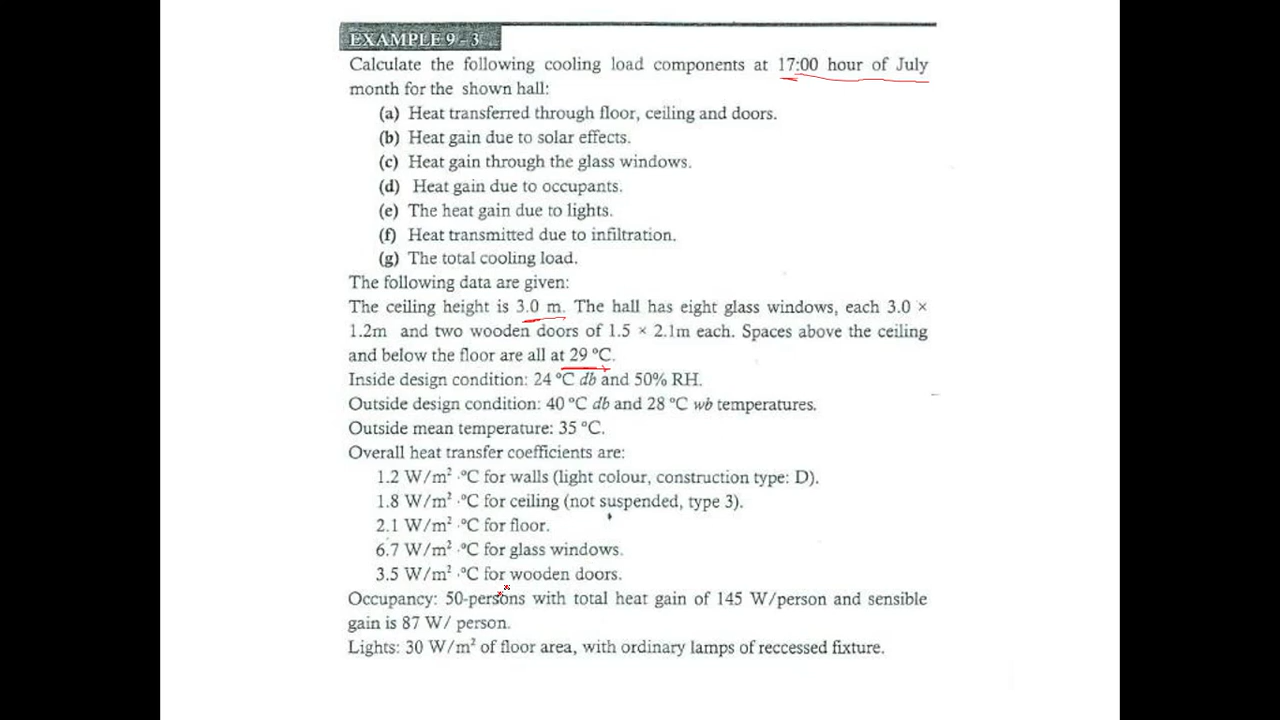 EXAMPLE 9 - 3
Calculate the following cooling load components at 17:00 hour of July
month for the shown hall:
(a) Heat transferred through floor, ceiling and doors.
(b) Heat gain due to solar effects.
(c) Heat gain through the glass windows.
(d) Heat gain due to occupants.
(e) The heat gain due to lights.
(f) Heat transmitted due to infiltration.
(g) The total cooling load.
The following data are given:
The ceiling height is 3.0 m. The hall has eight glass windows, each 3.0 ×
1.2m and two wooden doors of 1.5 × 2.1m each. Spaces above the ceiling
and below the floor are all at 29 °C.
Inside design condition: 24 °C db and 50% RH.
Outside design condition: 40 °C db and 28 °C wb temperatures.
Outside mean temperature: 35 °C.
Overall heat transfer coefficients are:
1.2 W/m² ·°C for walls (light colour, construction type: D).
1.8 W/m² ·°C for ceiling (not suspended, type 3).
2.1 W/m² ·°C for floor.
6.7 W/m² ·°C for glass windows.
3.5 W/m² ·°C for wooden doors.
Occupancy: 50-persons with total heat gain of 145 W/person and sensible
gain is 87 W/ person.
Lights: 30 W/m² of floor area, with ordinary lamps of reccessed fixture.